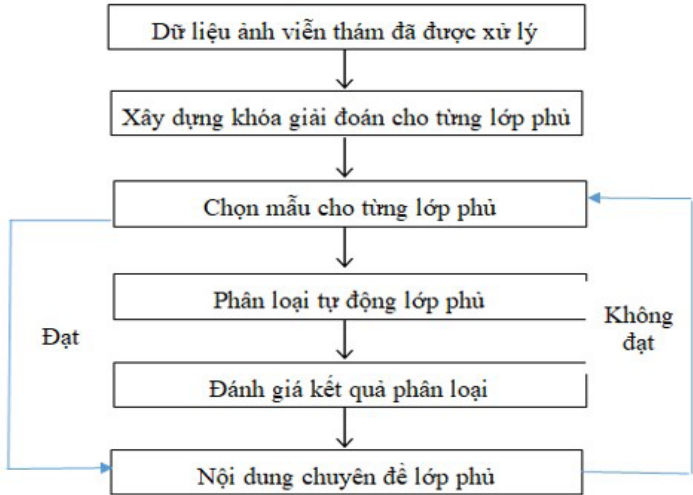 Dữ liệu ảnh viễn thám đã được xử lý
Xây dựng khóa giải đoán cho từng lớp phủ
Chọn mẫu cho từng lớp phủ
Phân loại tự động lớp phủ
Đạt
Không
đạt
Đánh giá kết quả phân loại
Nội dung chuyên đề lớp phủ